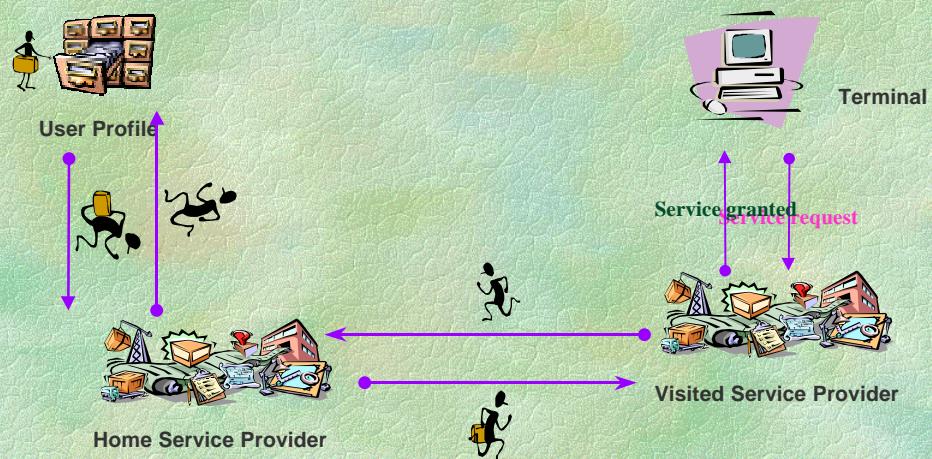 Terminal
User Profile
Service granted
Service request
Visited Service Provider
Home Service Provider